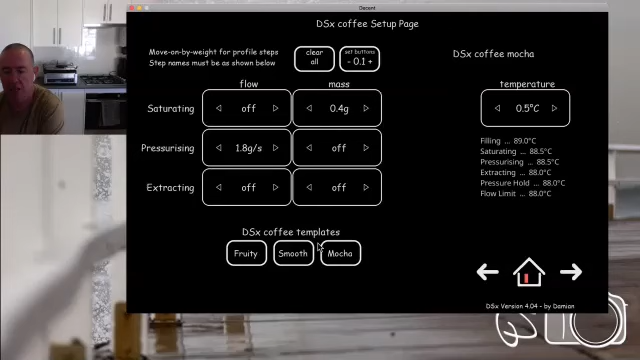 Decent
DSx coffee Setup Page
Move-on-by-weight for profile steps
Step names must be as shown below
clear
all
set buttons
- 0.1 +
DSx coffee mocha
flow
mass
temperature
Saturating
off
0.4g
0.5°C
Pressurising
1.8g/s
off
Extracting
off
off
Filling ... 89.0°C
Saturating ... 88.5°C
Pressurising ... 88.5°C
Extracting ... 88.0°C
Pressure Hold ... 88.0°C
Flow Limit ... 88.0°C
DSx coffee templates
Fruity
Smooth
Mocha
DSx Version 4.04 - by Damian